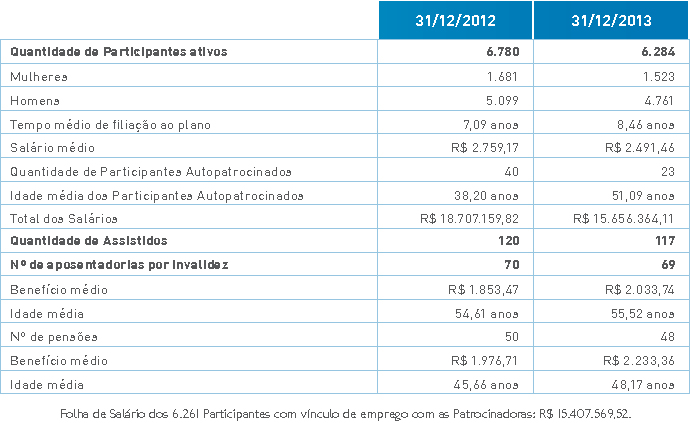 31/12/2012 31/12/2013
Quantidade de Participantes ativos 6.780 6.284
Mulheres 1.681 1.523
Homens 5.099 4.761
Tempo médio de filiação ao plano 7,09 anos 8,46 anos
Salário médio R$ 2.759,17 R$ 2.491,46
Quantidade de Participantes Autopatrocinados 40 23
Idade média dos Participantes Autopatrocinados 38,20 anos 51,09 anos
Total dos Salários R$ 18.707.159,82 R$ 15.656.364,11
Quantidade de Assistidos 120 117
Nº de aposentadorias por Invalidez 70 69
Benefício médio R$ 1.853,47 R$ 2.033,74
Idade média 54,61 anos 55,52 anos
Nº de pensões 50 48
Benefício médio R$ 1.976,71 R$ 2.233,36
Idade média 45,66 anos 48,17 anos
Folha de Salário dos 6.261 Participantes com vínculo de emprego com as Patrocinadoras: R$ 15.407.569,52.